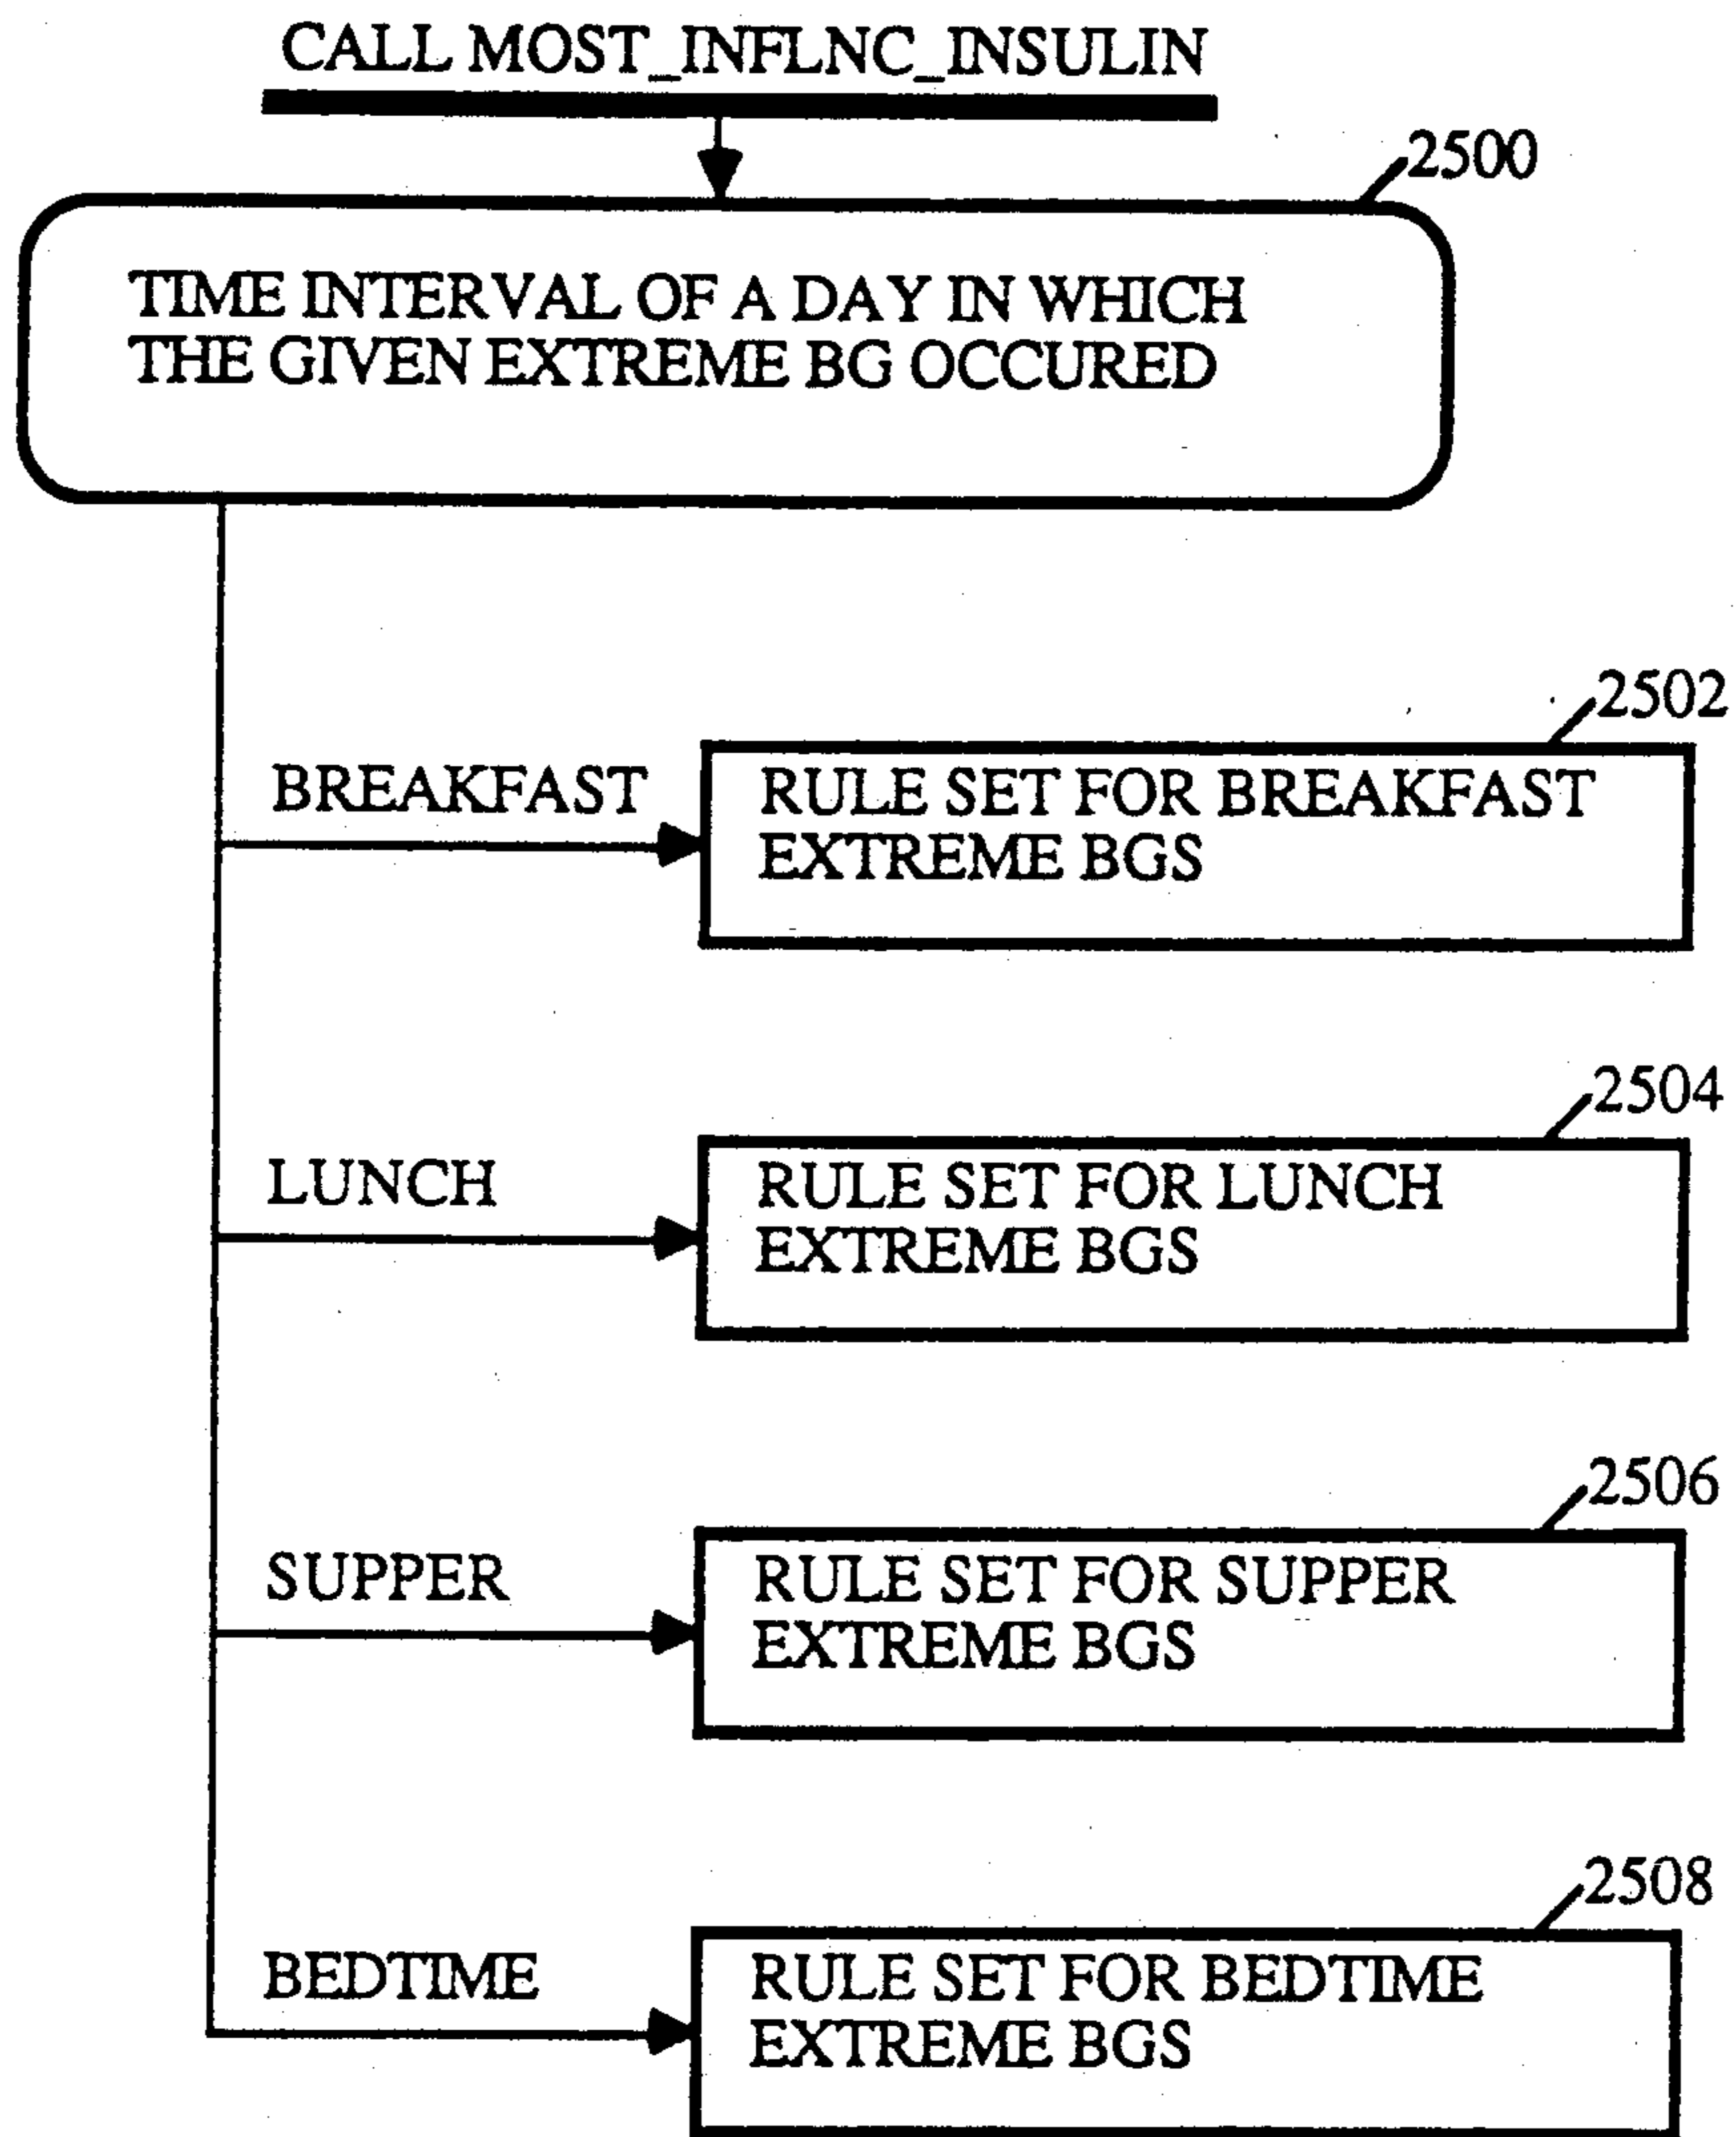 CALL MOST_INFLNC_INSULIN
2500
TIME INTERVAL OF A DAY IN WHICH
THE GIVEN EXTREME BG OCCURED
2502
BREAKFAST
RULE SET FOR BREAKFAST
EXTREME BGS
2504
LUNCH
RULE SET FOR LUNCH
EXTREME BGS
2506
SUPPER
RULE SET FOR SUPPER
EXTREME BGS
2508
BEDTIME
RULE SET FOR BEDTIME
EXTREME BGS